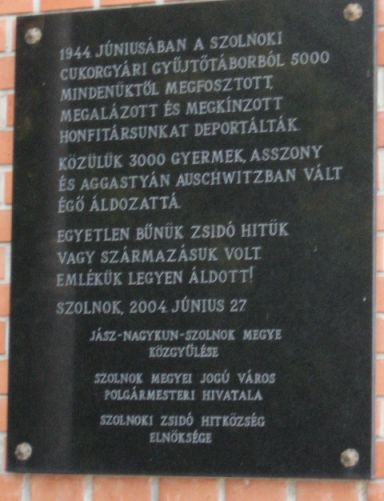 1944. JÚNIUSÁBAN A SZOLNOKI
CUKORGYÁRI GYŰJTŐTÁBORBÓL 5000
MINDENÜKTŐL MEGFOSZTOTT,
MEGALÁZOTT ÉS MEGKÍNZOTT
HONFITÁRSUNKAT DEPORTÁLTÁK.
KÖZÜLÜK 3000 GYERMEK, ASSZONY
ÉS AGGASTYÁN AUSCHWITZBAN VÁLT
ÉGŐ ÁLDOZATTÁ.
EGYETLEN BŰNÜK ZSIDÓ HITÜK
VAGY SZÁRMAZÁSUK VOLT.
EMLÉKÜK LEGYEN ÁLDOTT!
SZOLNOK, 2004. JÚNIUS 27
JÁSZ-NAGYKUN-SZOLNOK MEGYE
KÖZGYŰLÉSE
SZOLNOK MEGYEI JOGÚ VÁROS
POLGÁRMESTERI HIVATALA
SZOLNOKI ZSIDÓ HITKÖZSÉG
ELNÖKSÉGE